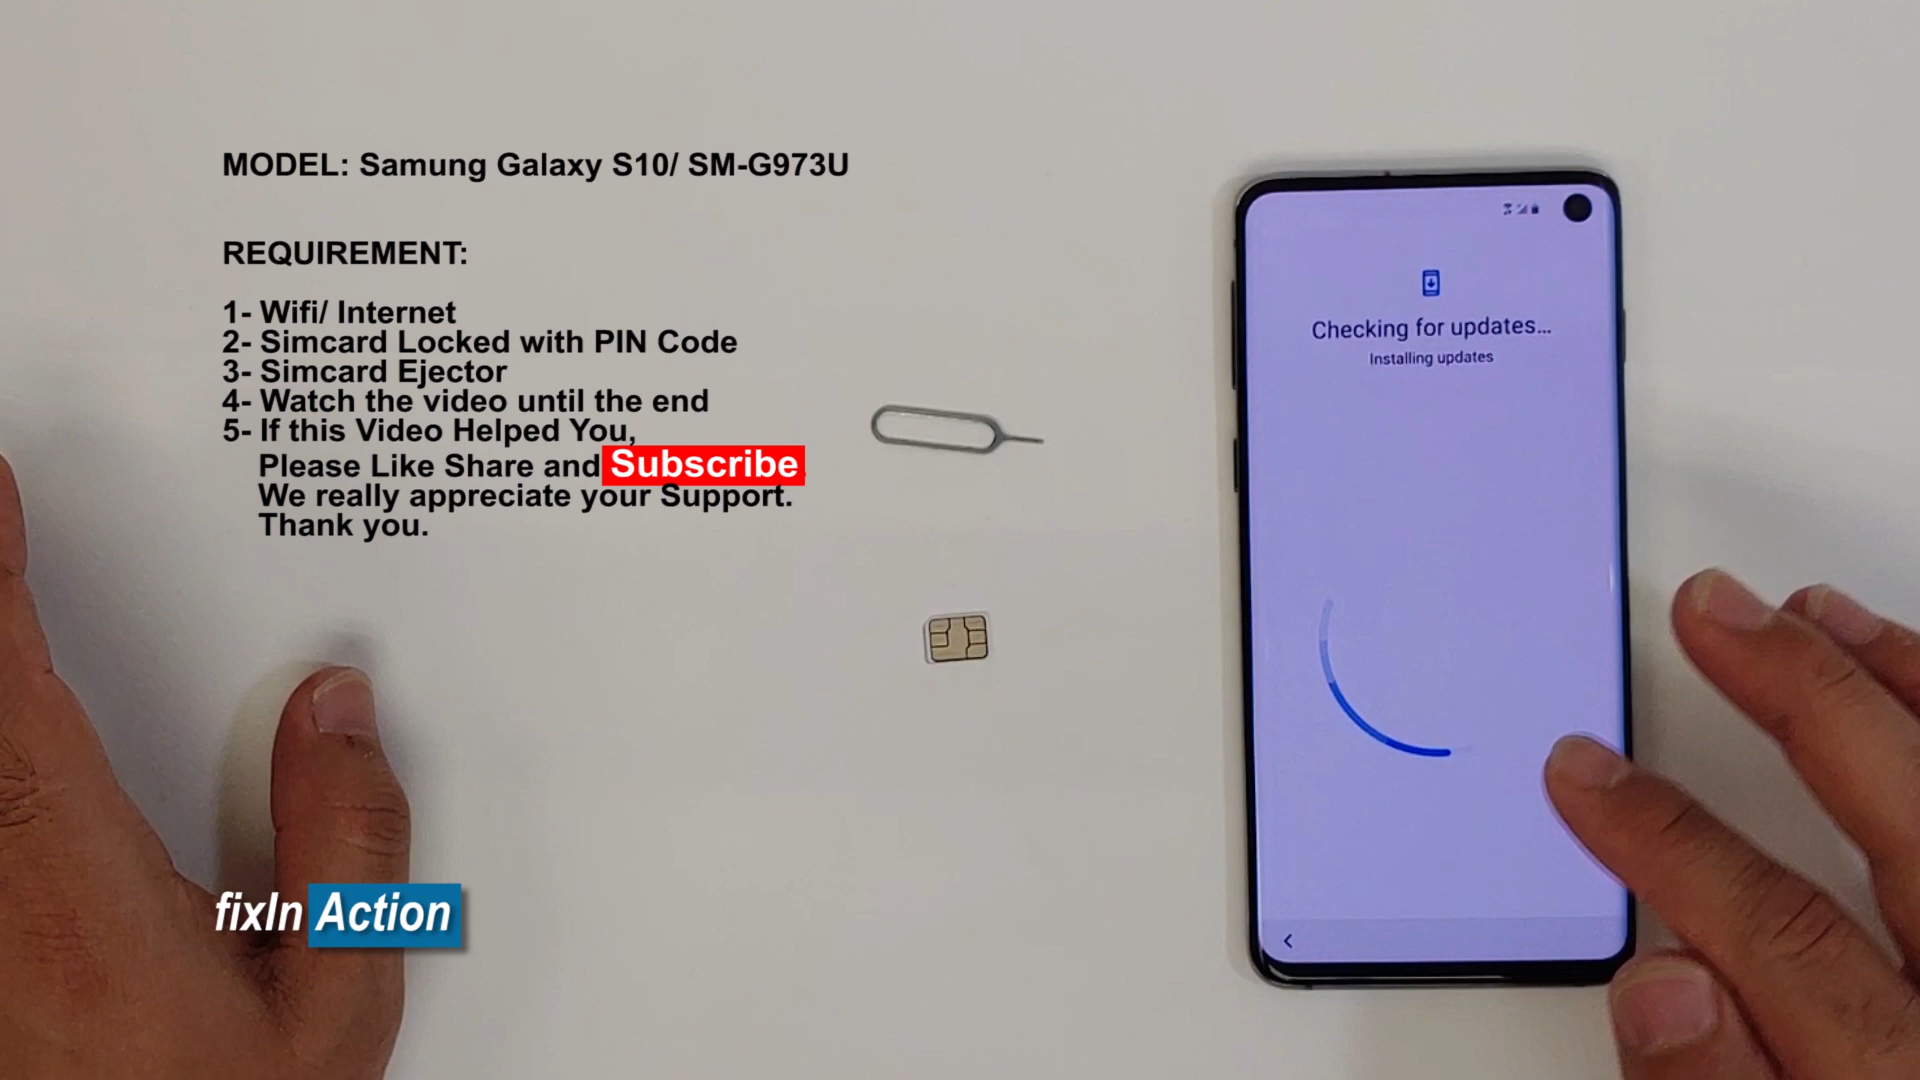 MODEL: Samung Galaxy S10/ SM-G973U
REQUIREMENT:
1- Wifi/ Internet
2- Simcard Locked with PIN Code
3- Simcard Ejector
4- Watch the video until the end
5- If this Video Helped You,
Please Like Share and Subscribe
We really appreciate your Support.
Thank you.
Checking for updates...
Installing updates
fixIn Action